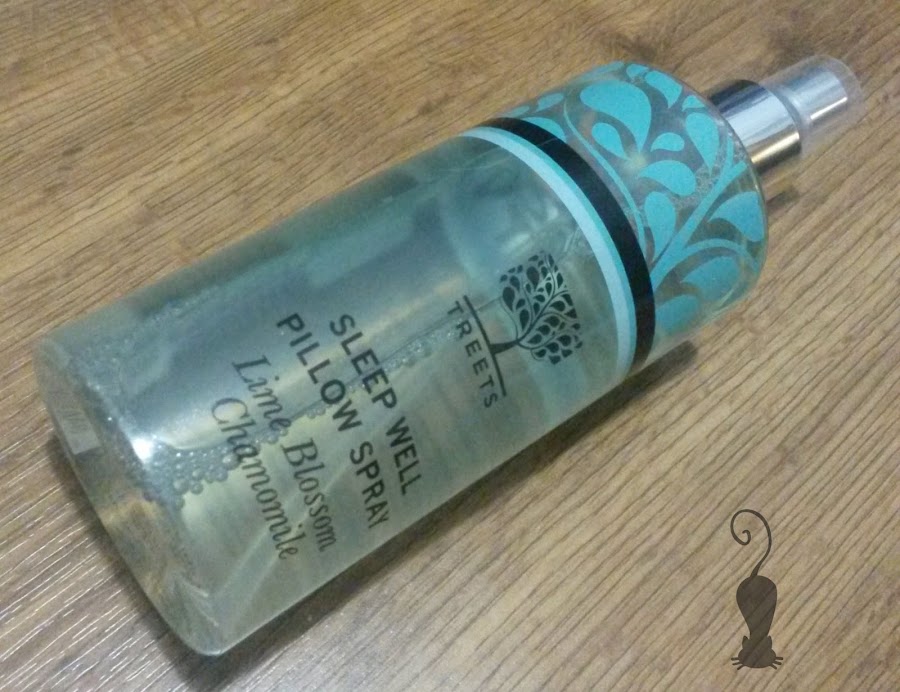 TREETS
SLEEP WELL
PILLOW SPRAY
Lime Blossom
Chamomile